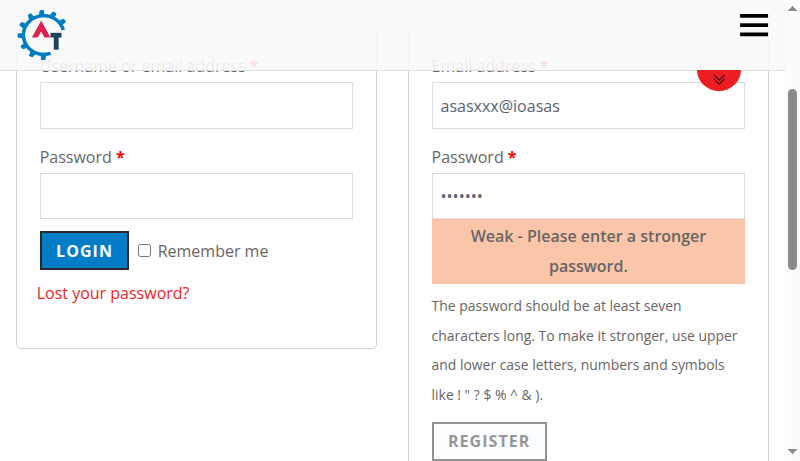 Username or email address *
Password *
LOGIN
Remember me
Lost your password?
Email address *
asasxxx@ioasas
Password *
•••••••
Weak - Please enter a stronger
password.
The password should be at least seven
characters long. To make it stronger, use upper
and lower case letters, numbers and symbols
like ! " ? $ % ^ & ).
REGISTER